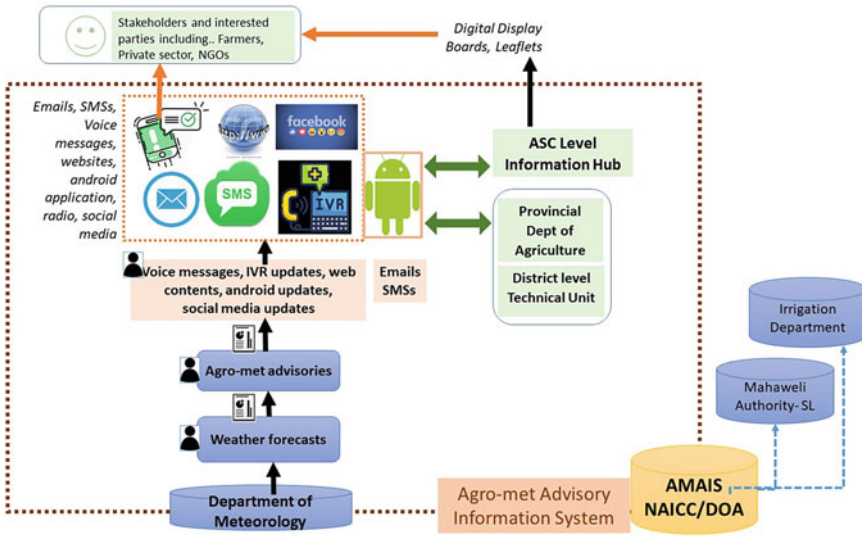 Stakeholders and interested
parties including.. Farmers,
Private sector, NGOs
Digital Display
Boards, Leaflets
Emails, SMSs,
Voice
messages,
websites,
android
application,
radio, social
media
http://ww
facebook
SMS
IVR
ASC Level
Information Hub
Provincial
Dept of
Agriculture
District level
Technical Unit
Voice messages, IVR updates, web
contents, android updates,
social media updates
Emails
SMSs
Agro-met advisories
Weather forecasts
Department of
Meteorology
Irrigation
Department
Mahaweli
Authority- SL
Agro-met Advisory
Information System
AMAIS
NAICC/DOA